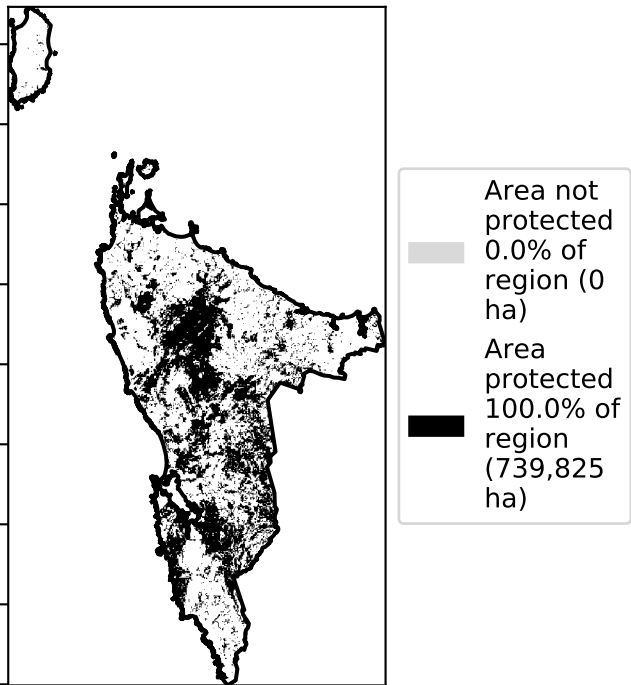 Area not
protected
0.0% of
region (0
ha)
Area
protected
100.0% of
region
(739,825
ha)